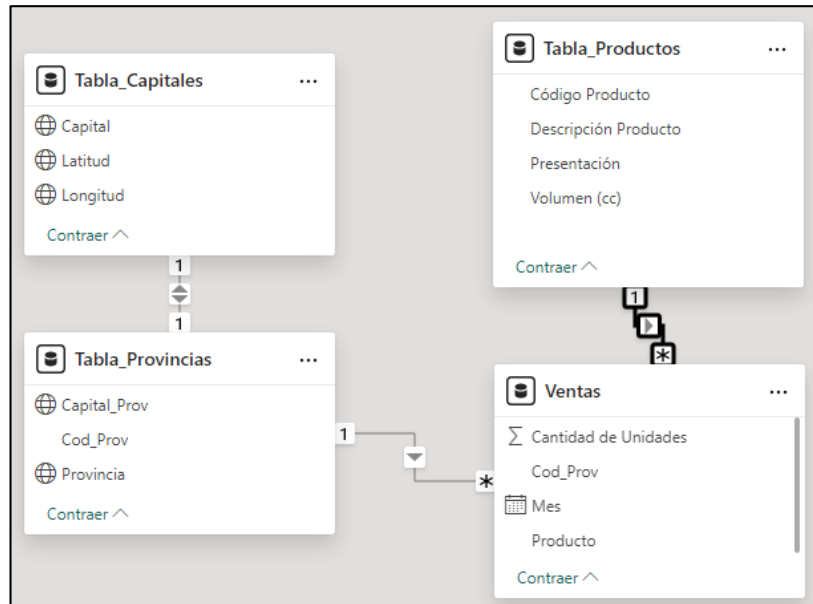 Tabla_Capitales
Capital
Latitud
Longitud
Contraer
1
1
Tabla_Provincias
Capital_Prov
Cod_Prov
Provincia
Contraer
1
*
Tabla_Productos
Código Producto
Descripción Producto
Presentación
Volumen (cc)
Contraer
1
*
Ventas
Σ Cantidad de Unidades
Cod_Prov
Mes
Producto
Contraer